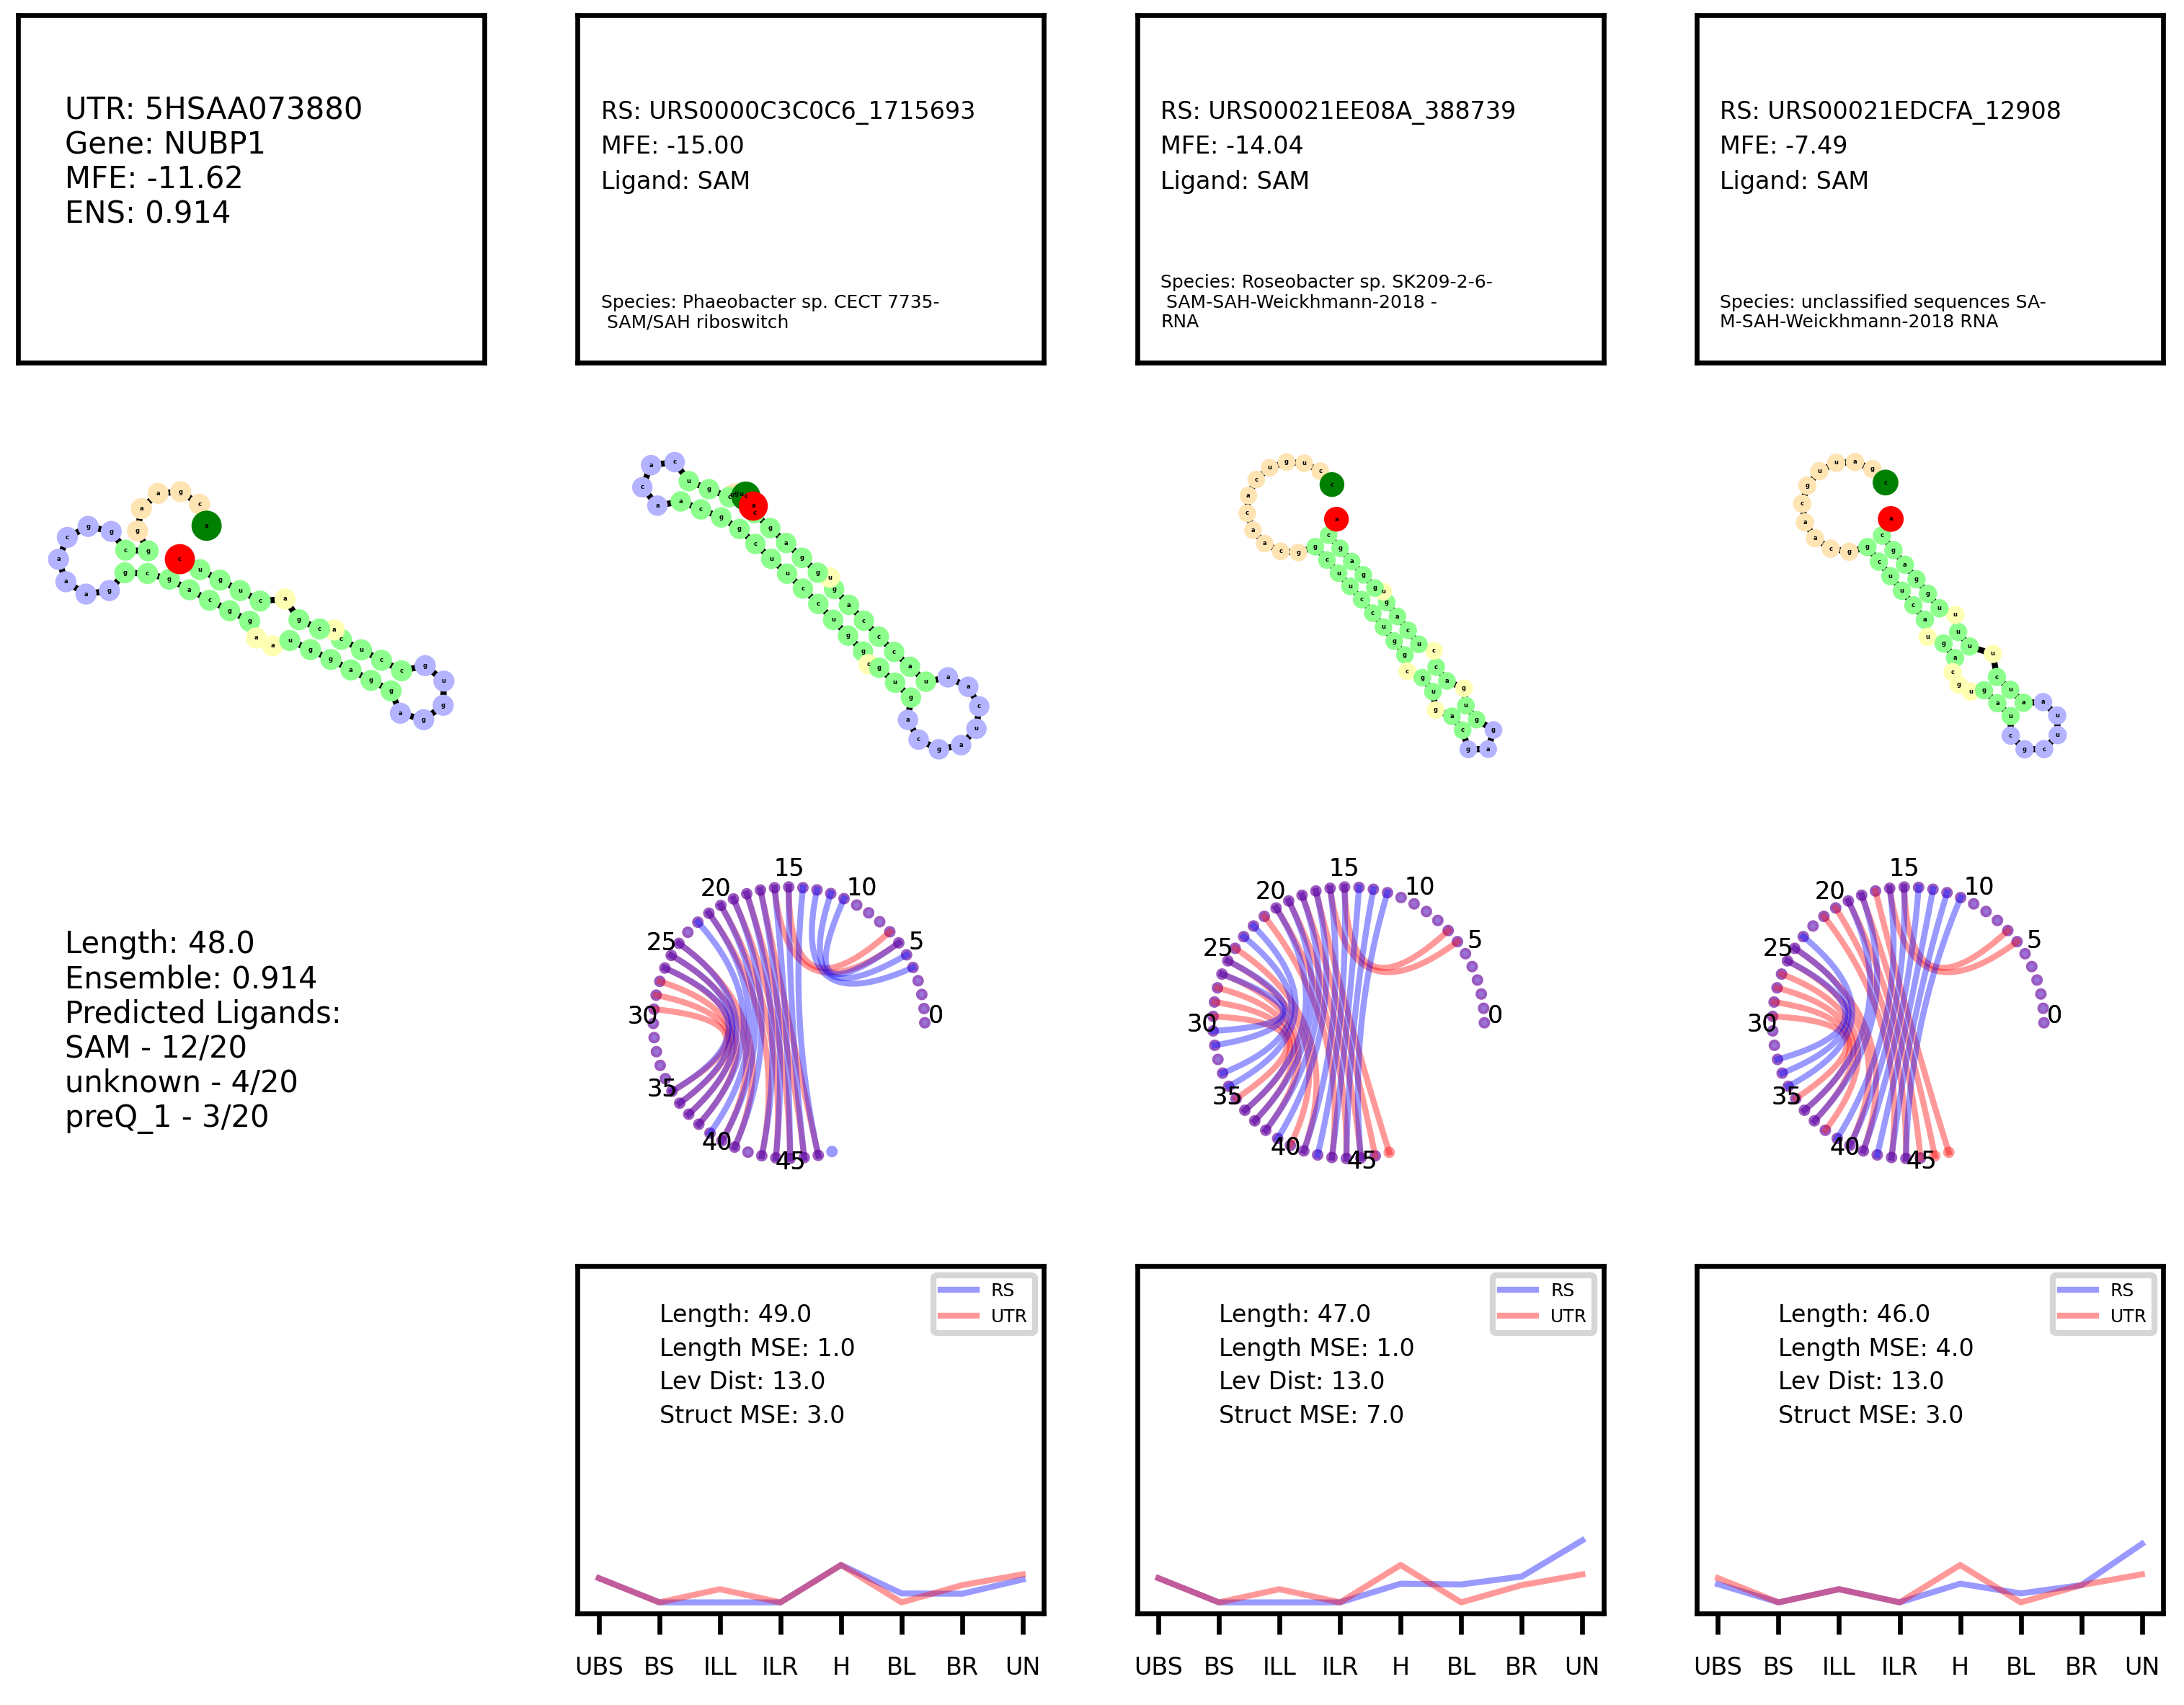 UTR: 5HSAA073880
Gene: NUBP1
MFE: -11.62
ENS: 0.914
RS: URS0000C3C0C6_1715693
MFE: -15.00
Ligand: SAM
Species: Phaeobacter sp. CECT 7735-
SAM/SAH riboswitch
RS: URS00021EE08A_388739
MFE: -14.04
Ligand: SAM
Species: Roseobacter sp. SK209-2-6-
SAM-SAH-Weickhmann-2018 -
RNA
RS: URS00021EDCFA_12908
MFE: -7.49
Ligand: SAM
Species: unclassified sequences SA-
M-SAH-Weickhmann-2018 RNA
Length: 48.0
Ensemble: 0.914
Predicted Ligands:
SAM - 12/20
unknown - 4/20
preQ_1 - 3/20
0
5
10
15
20
25
30
35
40
45
0
5
10
15
20
25
30
35
40
45
0
5
10
15
20
25
30
35
40
45
RS
UTR
Length: 49.0
Length MSE: 1.0
Lev Dist: 13.0
Struct MSE: 3.0
UBS BS ILL ILR H BL BR UN
RS
UTR
Length: 47.0
Length MSE: 1.0
Lev Dist: 13.0
Struct MSE: 7.0
UBS BS ILL ILR H BL BR UN
RS
UTR
Length: 46.0
Length MSE: 4.0
Lev Dist: 13.0
Struct MSE: 3.0
UBS BS ILL ILR H BL BR UN